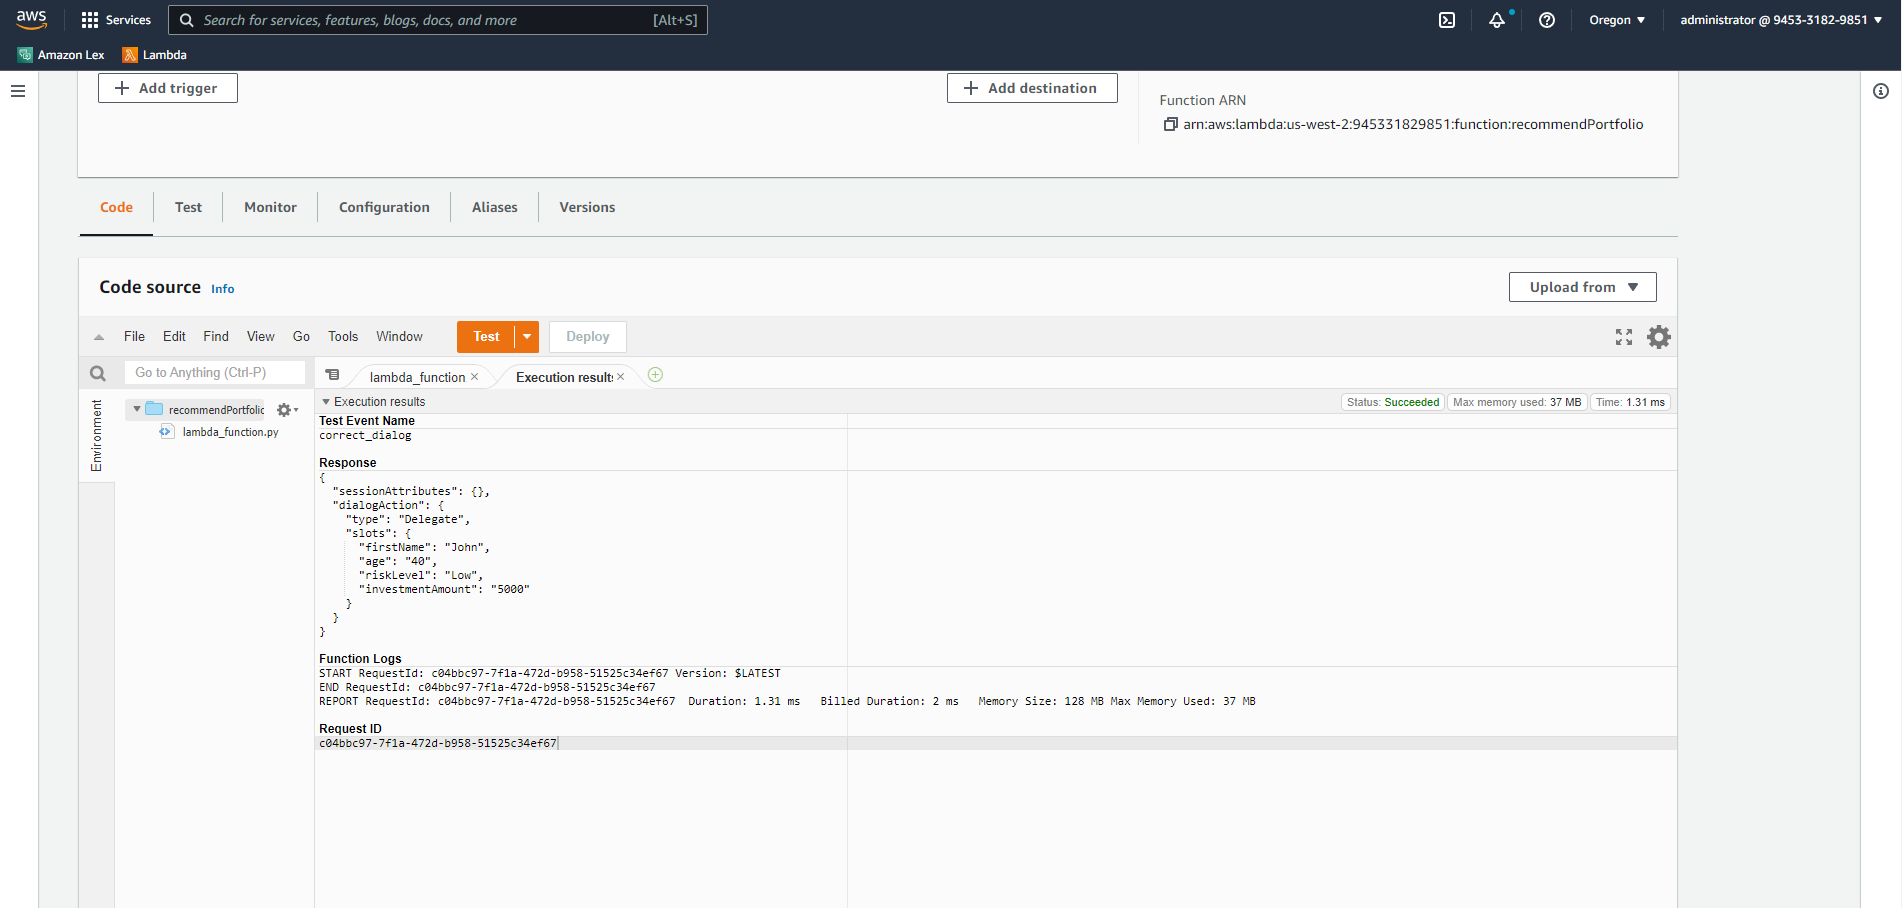 aws
Services
Search for services, features, blogs, docs, and more
[Alt+S]
Oregon ▼
administrator @ 9453-3182-9851 ▼
Amazon Lex
Lambda
Add trigger
Add destination
Function ARN
arn:aws:lambda:us-west-2:945331829851:function:recommendPortfolio
Code
Test
Monitor
Configuration
Aliases
Versions
Code source Info
Upload from ▼
File Edit Find View Go Tools Window
Test
Deploy
Go to Anything (Ctrl-P)
lambda_function
Execution results
Environment
recommendPortfolio
lambda_function.py
Execution results
Status: Succeeded
Max memory used: 37 MB
Time: 1.31 ms
Test Event Name
correct_dialog
Response
{
"sessionAttributes": {},
"dialogAction": {
"type": "Delegate",
"slots": {
"firstName": "John",
"age": "40",
"riskLevel": "Low",
"investmentAmount": "5000"
}
}
}
Function Logs
START RequestId: c04bbc97-7f1a-472d-b958-51525c34ef67 Version: $LATEST
END RequestId: c04bbc97-7f1a-472d-b958-51525c34ef67
REPORT RequestId: c04bbc97-7f1a-472d-b958-51525c34ef67 Duration: 1.31 ms Billed Duration: 2 ms Memory Size: 128 MB Max Memory Used: 37 MB
Request ID
c04bbc97-7f1a-472d-b958-51525c34ef67